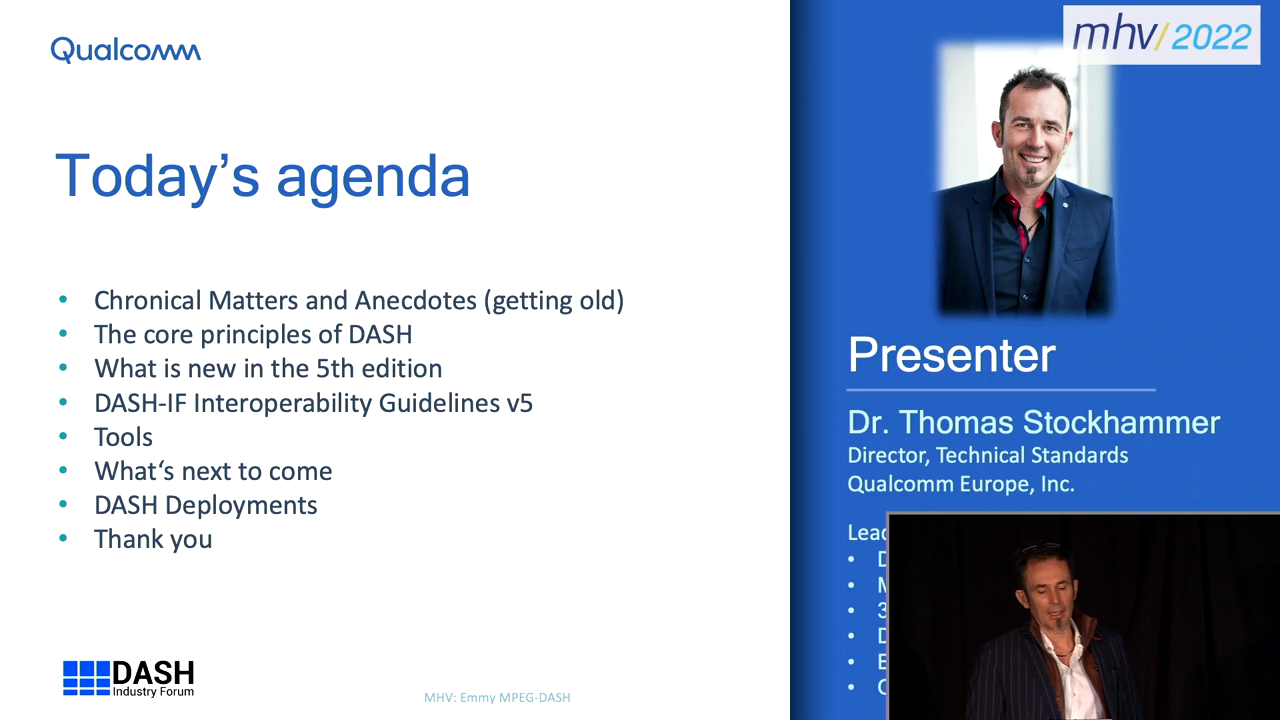 Qualcomm
mhv/2022
Today’s agenda
• Chronical Matters and Anecdotes (getting old)
• The core principles of DASH
• What is new in the 5th edition
• DASH-IF Interoperability Guidelines v5
• Tools
• What‘s next to come
• DASH Deployments
• Thank you
Presenter
Dr. Thomas Stockhammer
Director, Technical Standards
Qualcomm Europe, Inc.
DASH
Industry Forum
MHV: Emmy MPEG-DASH